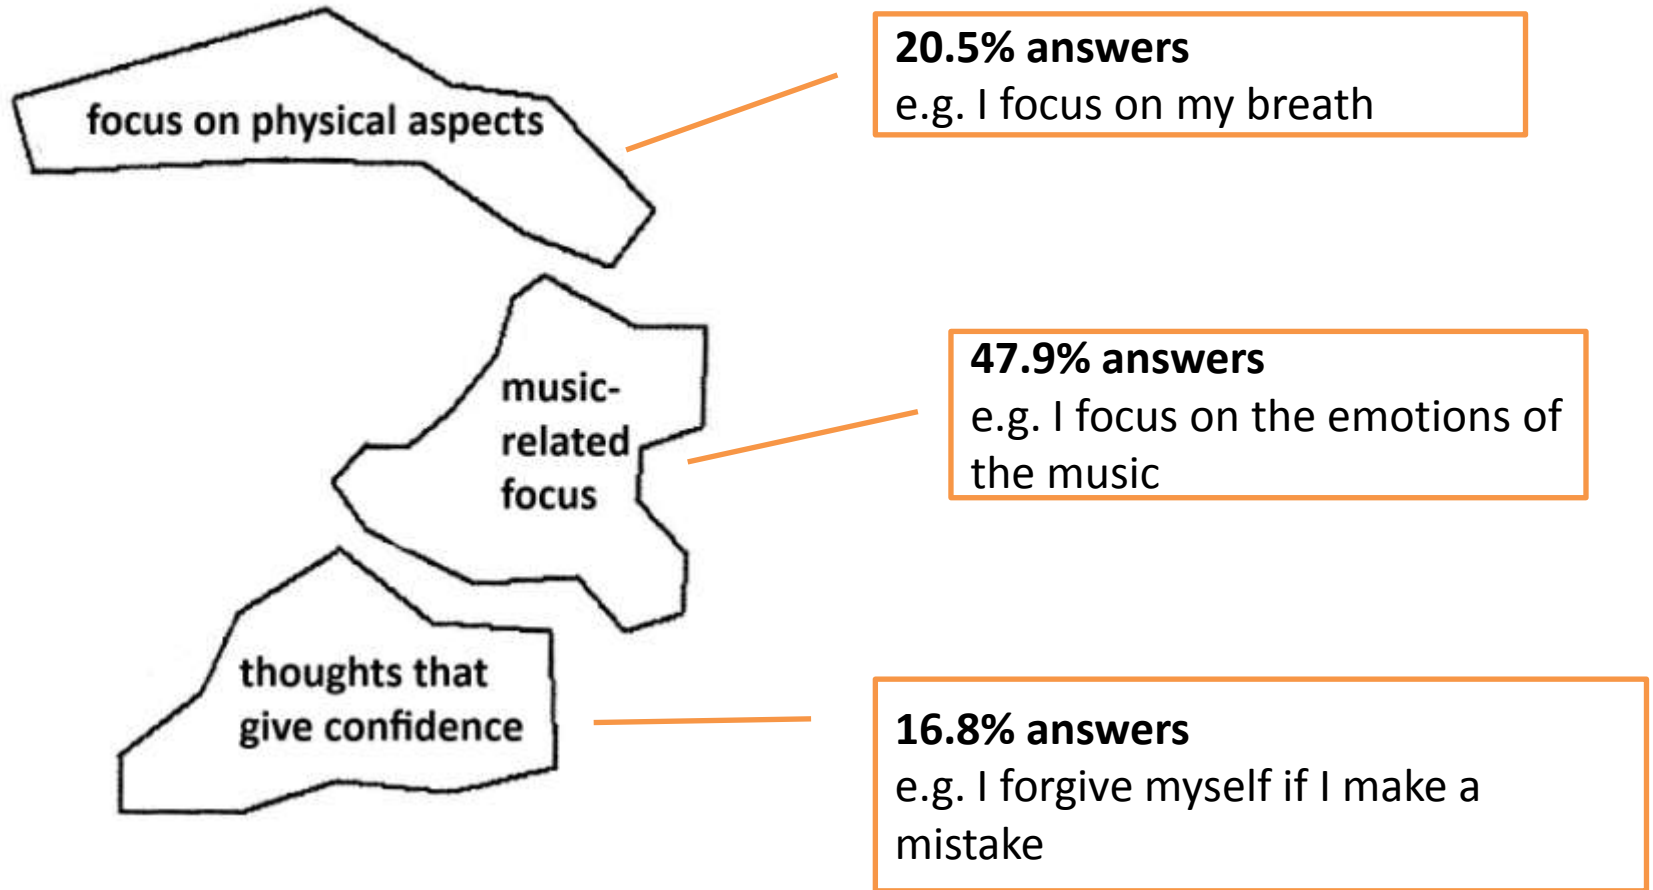 focus on physical aspects
20.5% answers
e.g. I focus on my breath
music-
related
focus
47.9% answers
e.g. I focus on the emotions of
the music
thoughts that
give confidence
16.8% answers
e.g. I forgive myself if I make a
mistake